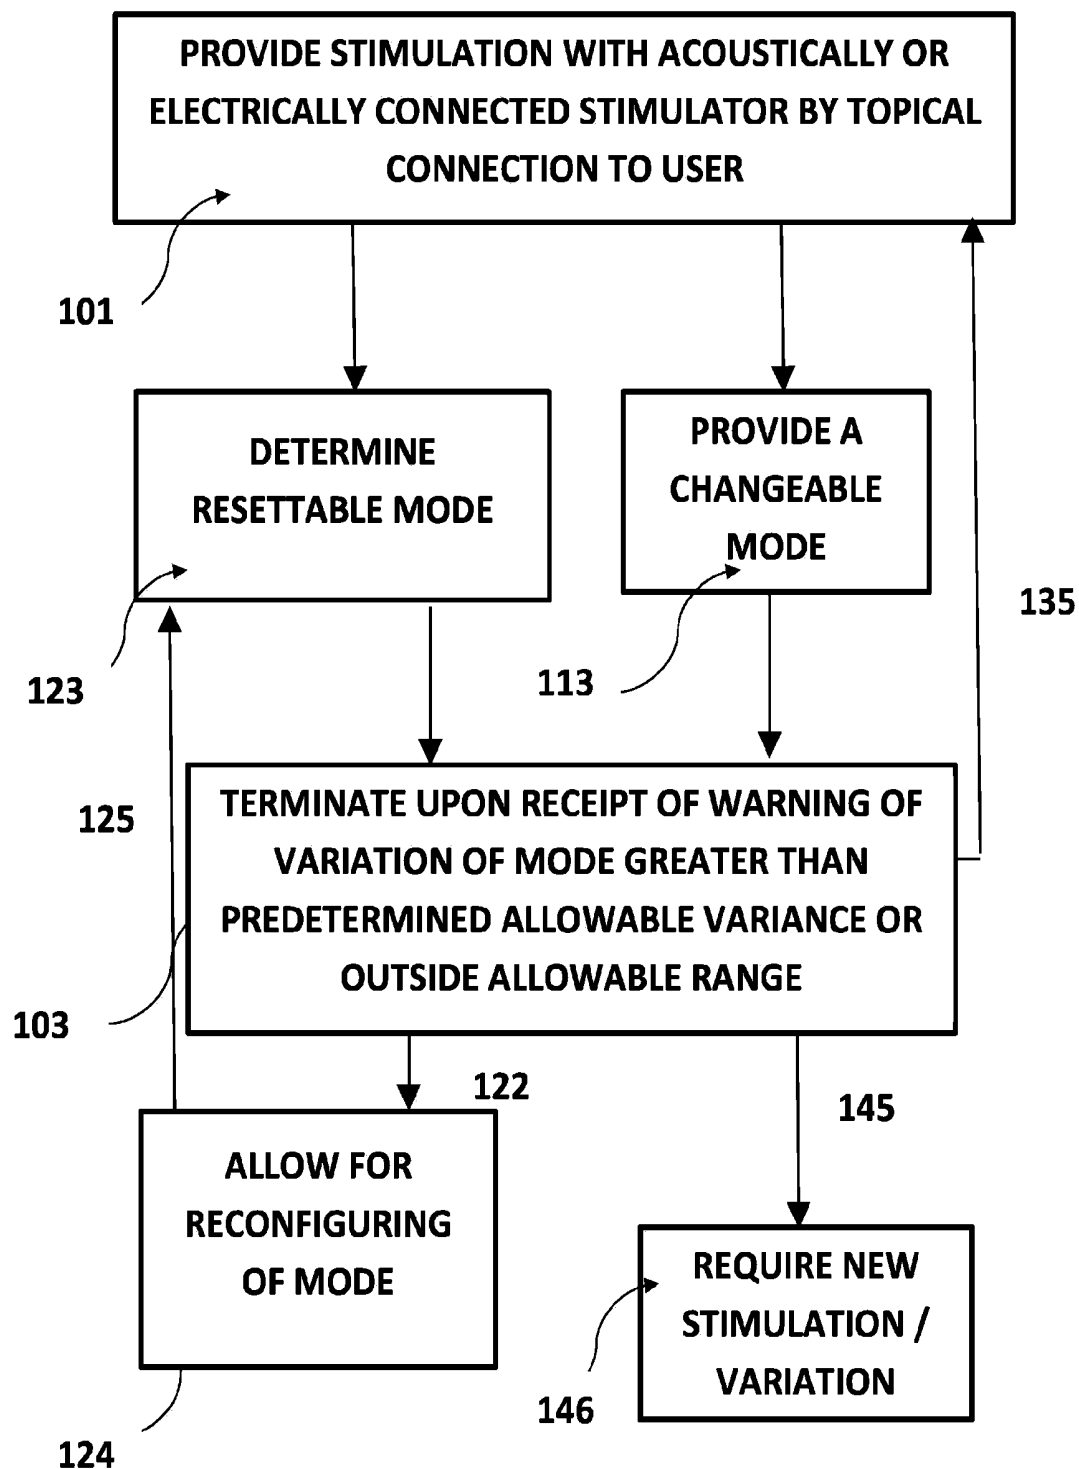 PROVIDE STIMULATION WITH ACOUSTICALLY OR
ELECTRICALLY CONNECTED STIMULATOR BY TOPICAL
CONNECTION TO USER
101
DETERMINE
RESETTABLE MODE
PROVIDE A
CHANGEABLE
MODE
135
123
113
125
TERMINATE UPON RECEIPT OF WARNING OF
VARIATION OF MODE GREATER THAN
PREDETERMINED ALLOWABLE VARIANCE OR
OUTSIDE ALLOWABLE RANGE
103
122
145
ALLOW FOR
RECONFIGURING
OF MODE
REQUIRE NEW
STIMULATION /
VARIATION
146
124